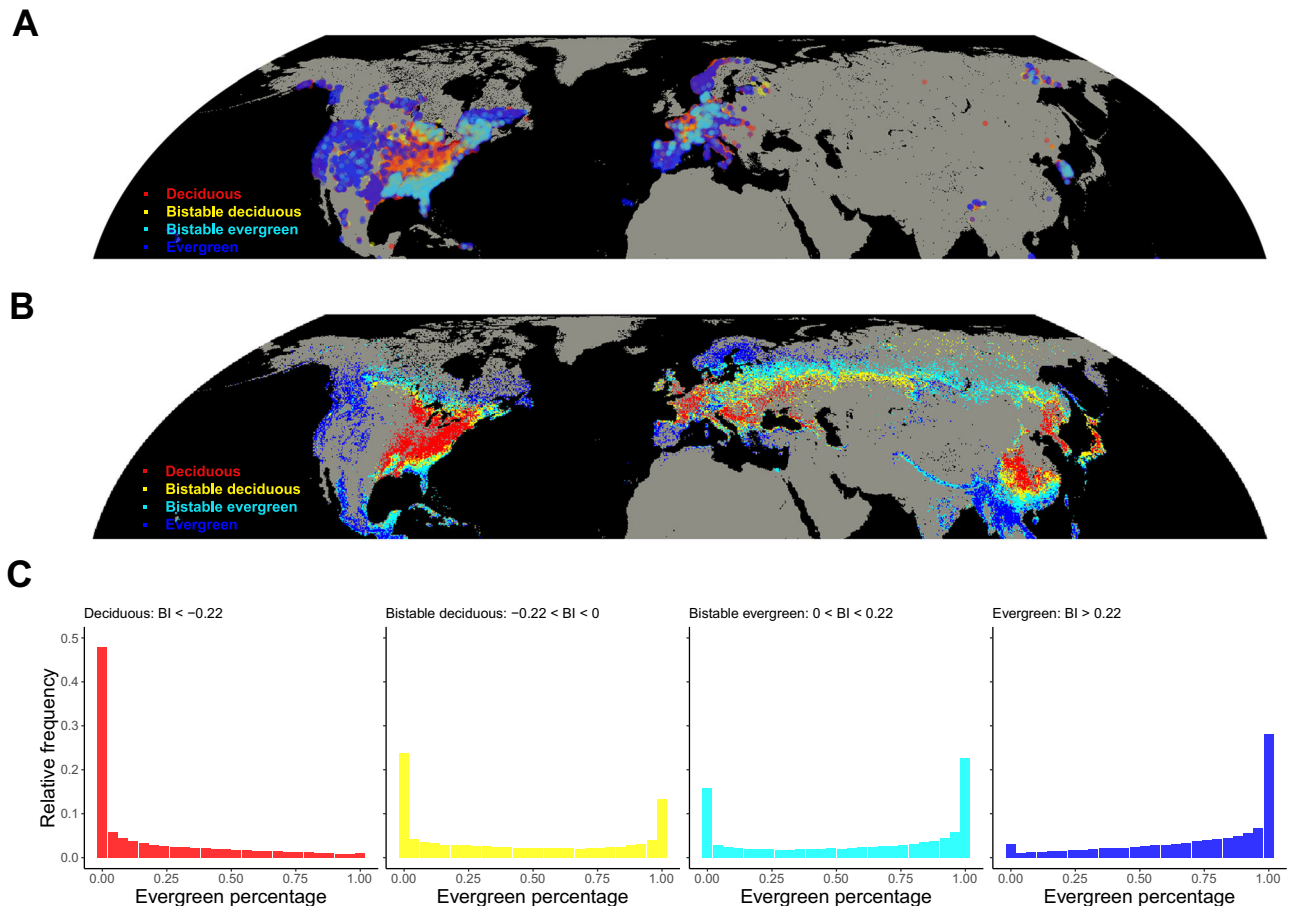 A
Deciduous
Bistable deciduous
Bistable evergreen
Evergreen
B
Deciduous
Bistable deciduous
Bistable evergreen
Evergreen
C
Deciduous: BI < −0.22
Bistable deciduous: −0.22 < BI < 0
Bistable evergreen: 0 < BI < 0.22
Evergreen: BI > 0.22
Relative frequency
0.5
0.4
0.3
0.2
0.1
0.0
0.00 0.25 0.50 0.75 1.00
0.00 0.25 0.50 0.75 1.00
0.00 0.25 0.50 0.75 1.00
0.00 0.25 0.50 0.75 1.00
Evergreen percentage
Evergreen percentage
Evergreen percentage
Evergreen percentage